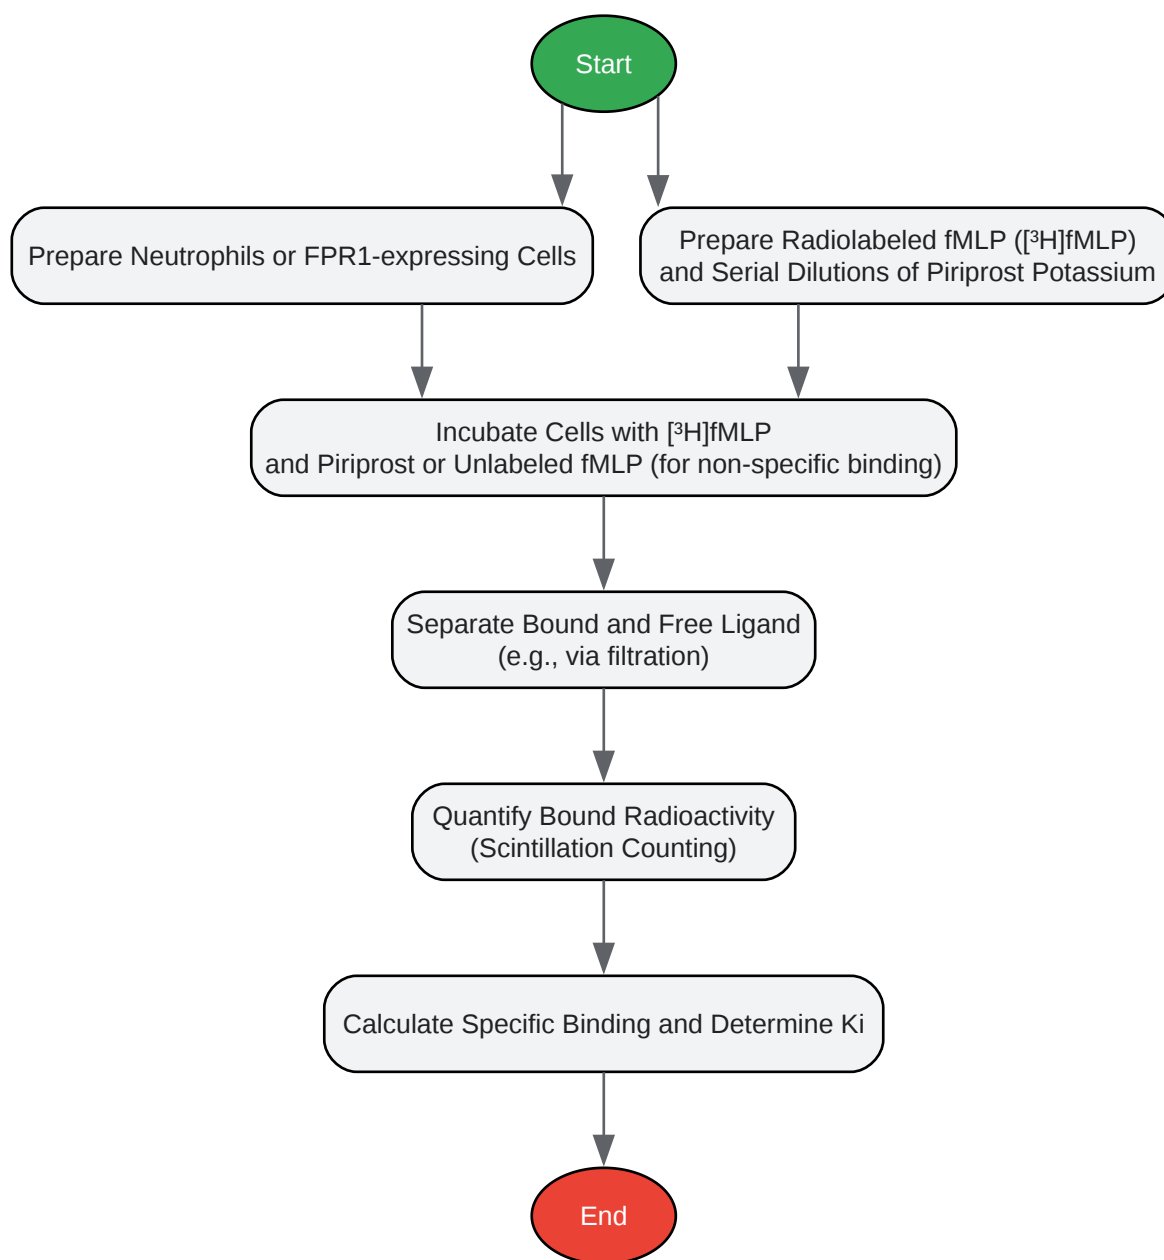 Start
Prepare Neutrophils or FPR1-expressing Cells
Prepare Radiolabeled fMLP ([³H]fMLP)
and Serial Dilutions of Piriprost Potassium
Incubate Cells with [³H]fMLP
and Piriprost or Unlabeled fMLP (for non-specific binding)
Separate Bound and Free Ligand
(e.g., via filtration)
Quantify Bound Radioactivity
(Scintillation Counting)
Calculate Specific Binding and Determine Ki
End